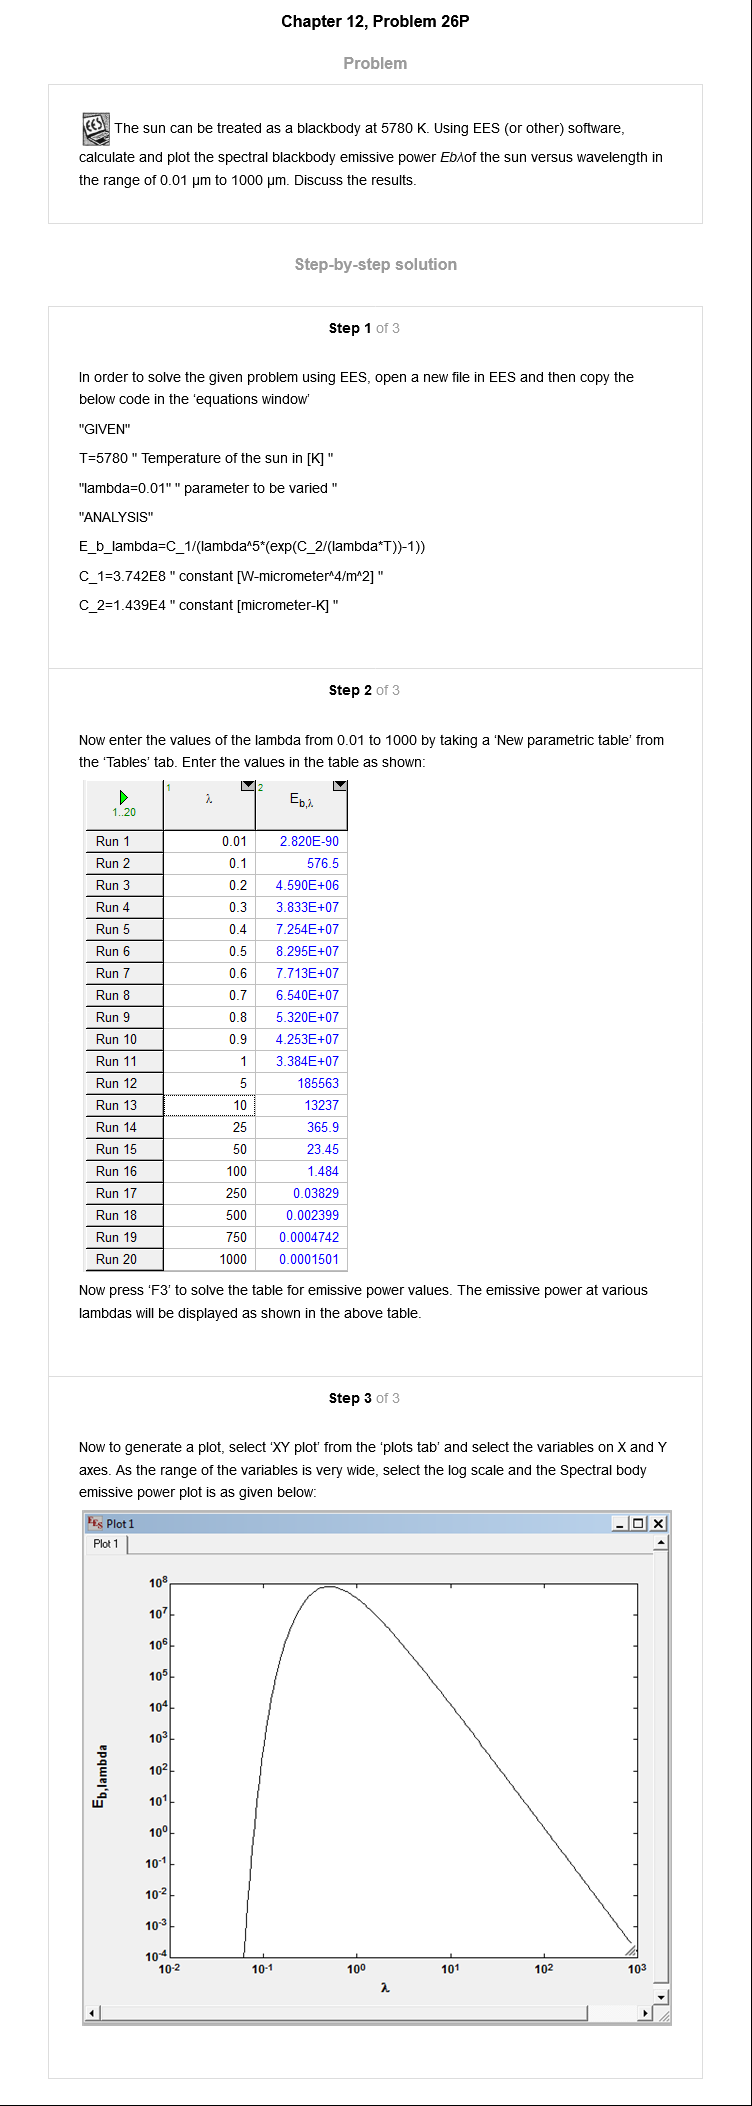 Chapter 12, Problem 26P
Problem
EES The sun can be treated as a blackbody at 5780 K. Using EES (or other) software,
calculate and plot the spectral blackbody emissive power Ebλof the sun versus wavelength in
the range of 0.01 μm to 1000 μm. Discuss the results.
Step-by-step solution
Step 1 of 3
In order to solve the given problem using EES, open a new file in EES and then copy the
below code in the ‘equations window’
"GIVEN"
T=5780 " Temperature of the sun in [K] "
"lambda=0.01" " parameter to be varied "
"ANALYSIS"
E_b_lambda=C_1/(lambda^5*(exp(C_2/(lambda*T))-1))
C_1=3.742E8 " constant [W-micrometer^4/m^2] "
C_2=1.439E4 " constant [micrometer-K] "
Step 2 of 3
Now enter the values of the lambda from 0.01 to 1000 by taking a ‘New parametric table’ from
the ‘Tables’ tab. Enter the values in the table as shown:
1..20 1 λ 2 Eb,λ
Run 1 0.01 2.820E-90
Run 2 0.1 576.5
Run 3 0.2 4.590E+06
Run 4 0.3 3.833E+07
Run 5 0.4 7.254E+07
Run 6 0.5 8.295E+07
Run 7 0.6 7.713E+07
Run 8 0.7 6.540E+07
Run 9 0.8 5.320E+07
Run 10 0.9 4.253E+07
Run 11 1 3.384E+07
Run 12 5 185563
Run 13 10 13237
Run 14 25 365.9
Run 15 50 23.45
Run 16 100 1.484
Run 17 250 0.03829
Run 18 500 0.002399
Run 19 750 0.0004742
Run 20 1000 0.0001501
Now press ‘F3’ to solve the table for emissive power values. The emissive power at various
lambdas will be displayed as shown in the above table.
Step 3 of 3
Now to generate a plot, select ‘XY plot’ from the ‘plots tab’ and select the variables on X and Y
axes. As the range of the variables is very wide, select the log scale and the Spectral body
emissive power plot is as given below:
EES Plot 1
Plot 1
10^8
10^7
10^6
10^5
10^4
10^3
10^2
10^1
10^0
10^-1
10^-2
10^-3
10^-4
Eb,lambda
10^-2 10^-1 10^0 10^1 10^2 10^3
λ